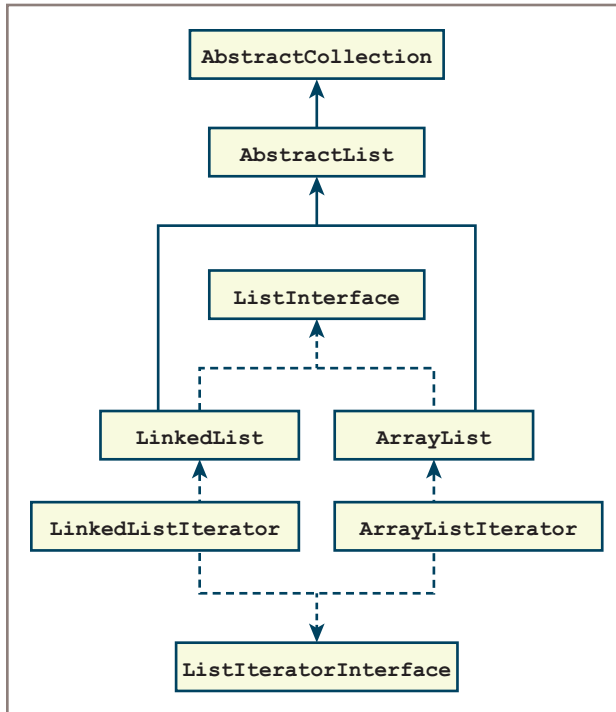 AbstractCollection
AbstractList
ListInterface
LinkedList
ArrayList
LinkedListIterator
ArrayListIterator
ListIteratorInterface